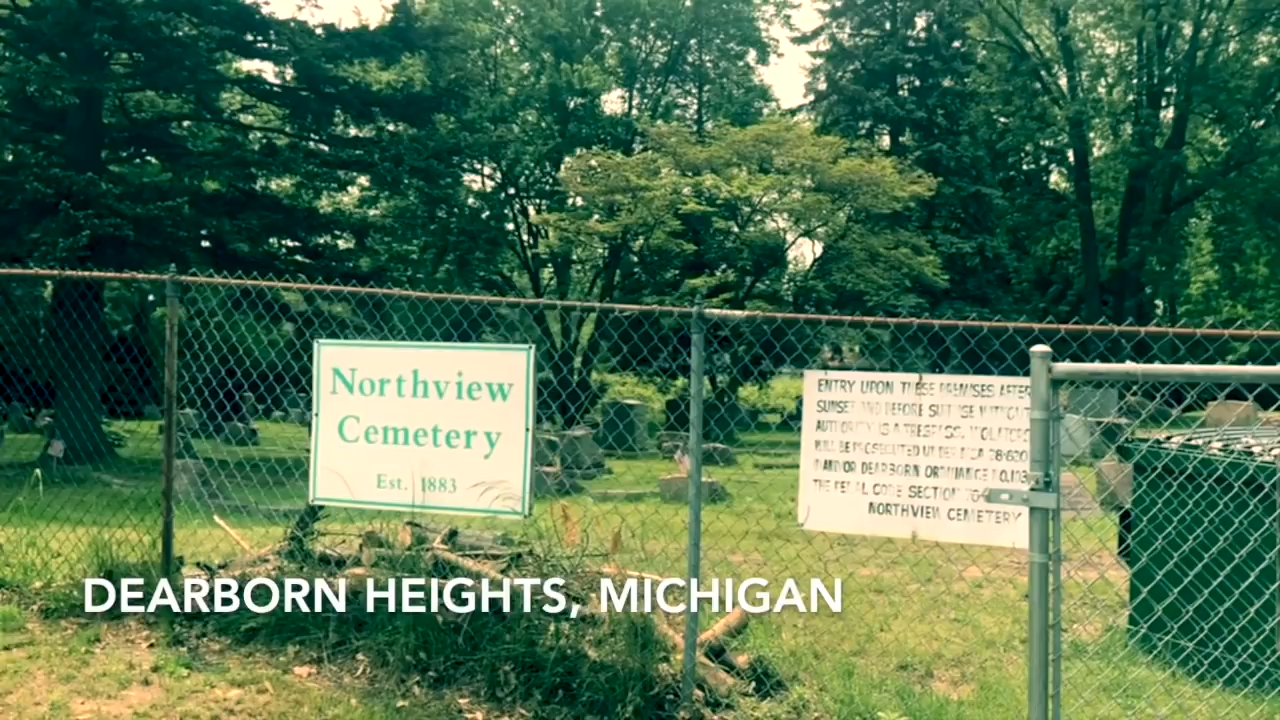 Northview
Cemetery
Est. 1883
ENTRY UPON THESE PREMISES AFTER
SUNSET AND BEFORE SUNRISE WITHOUT
AUTHORITY IS A TRESPASS. VIOLATORS
WILL BE PROSECUTED UNDER
AND/OR DEARBORN ORDINANCE
THE PENAL CODE SECTION
NORTHVIEW CEMETERY
DEARBORN HEIGHTS, MICHIGAN